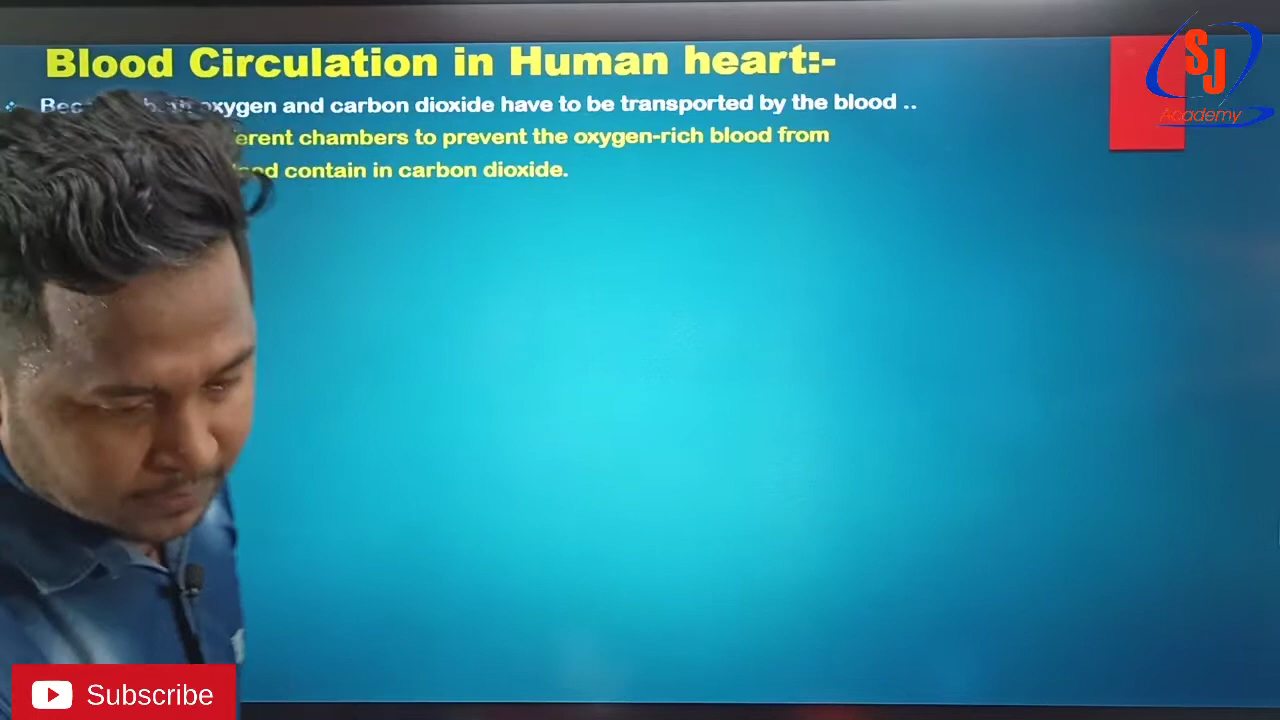 Blood Circulation in Human heart:-
oxygen and carbon dioxide have to be transported by the blood ..
chambers to prevent the oxygen-rich blood from
contain in carbon dioxide.
SJ
Academy
Subscribe